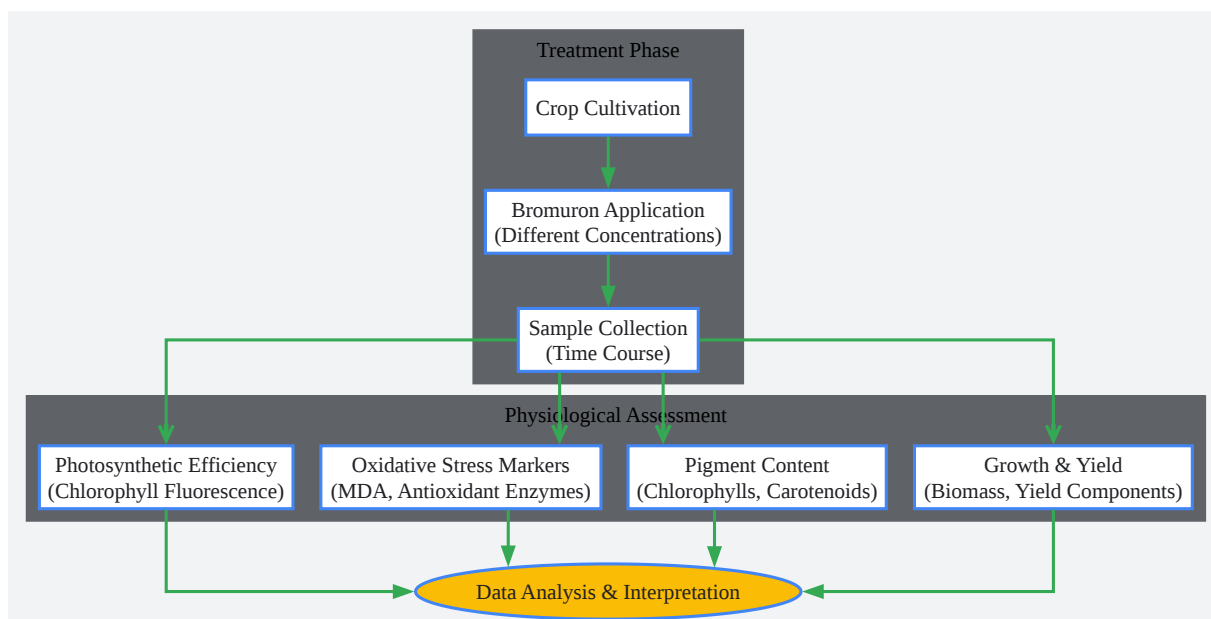 Treatment Phase
Crop Cultivation
Bromuron Application
(Different Concentrations)
Sample Collection
(Time Course)
Physiological Assessment
Photosynthetic Efficiency
(Chlorophyll Fluorescence)
Oxidative Stress Markers
(MDA, Antioxidant Enzymes)
Pigment Content
(Chlorophylls, Carotenoids)
Growth & Yield
(Biomass, Yield Components)
Data Analysis & Interpretation